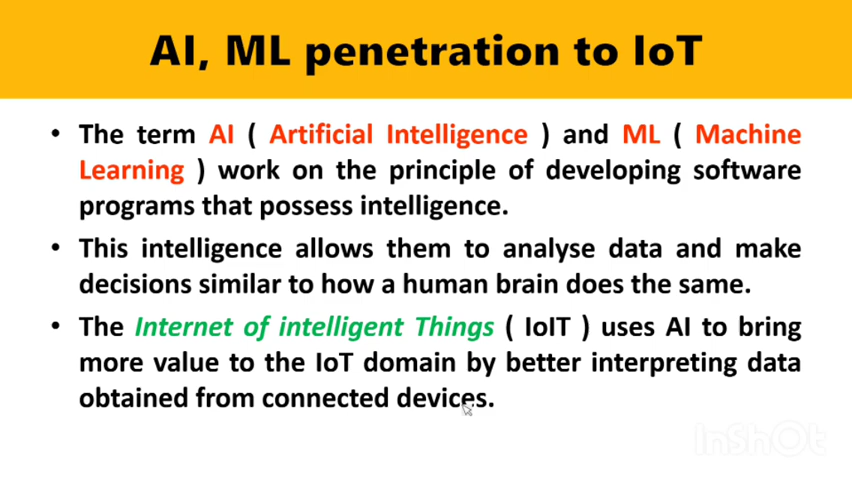 AI, ML penetration to IoT
• The term AI ( Artificial Intelligence ) and ML ( Machine
Learning ) work on the principle of developing software
programs that possess intelligence.
• This intelligence allows them to analyse data and make
decisions similar to how a human brain does the same.
• The Internet of intelligent Things ( IoIT ) uses AI to bring
more value to the IoT domain by better interpreting data
obtained from connected devices.
InShOt